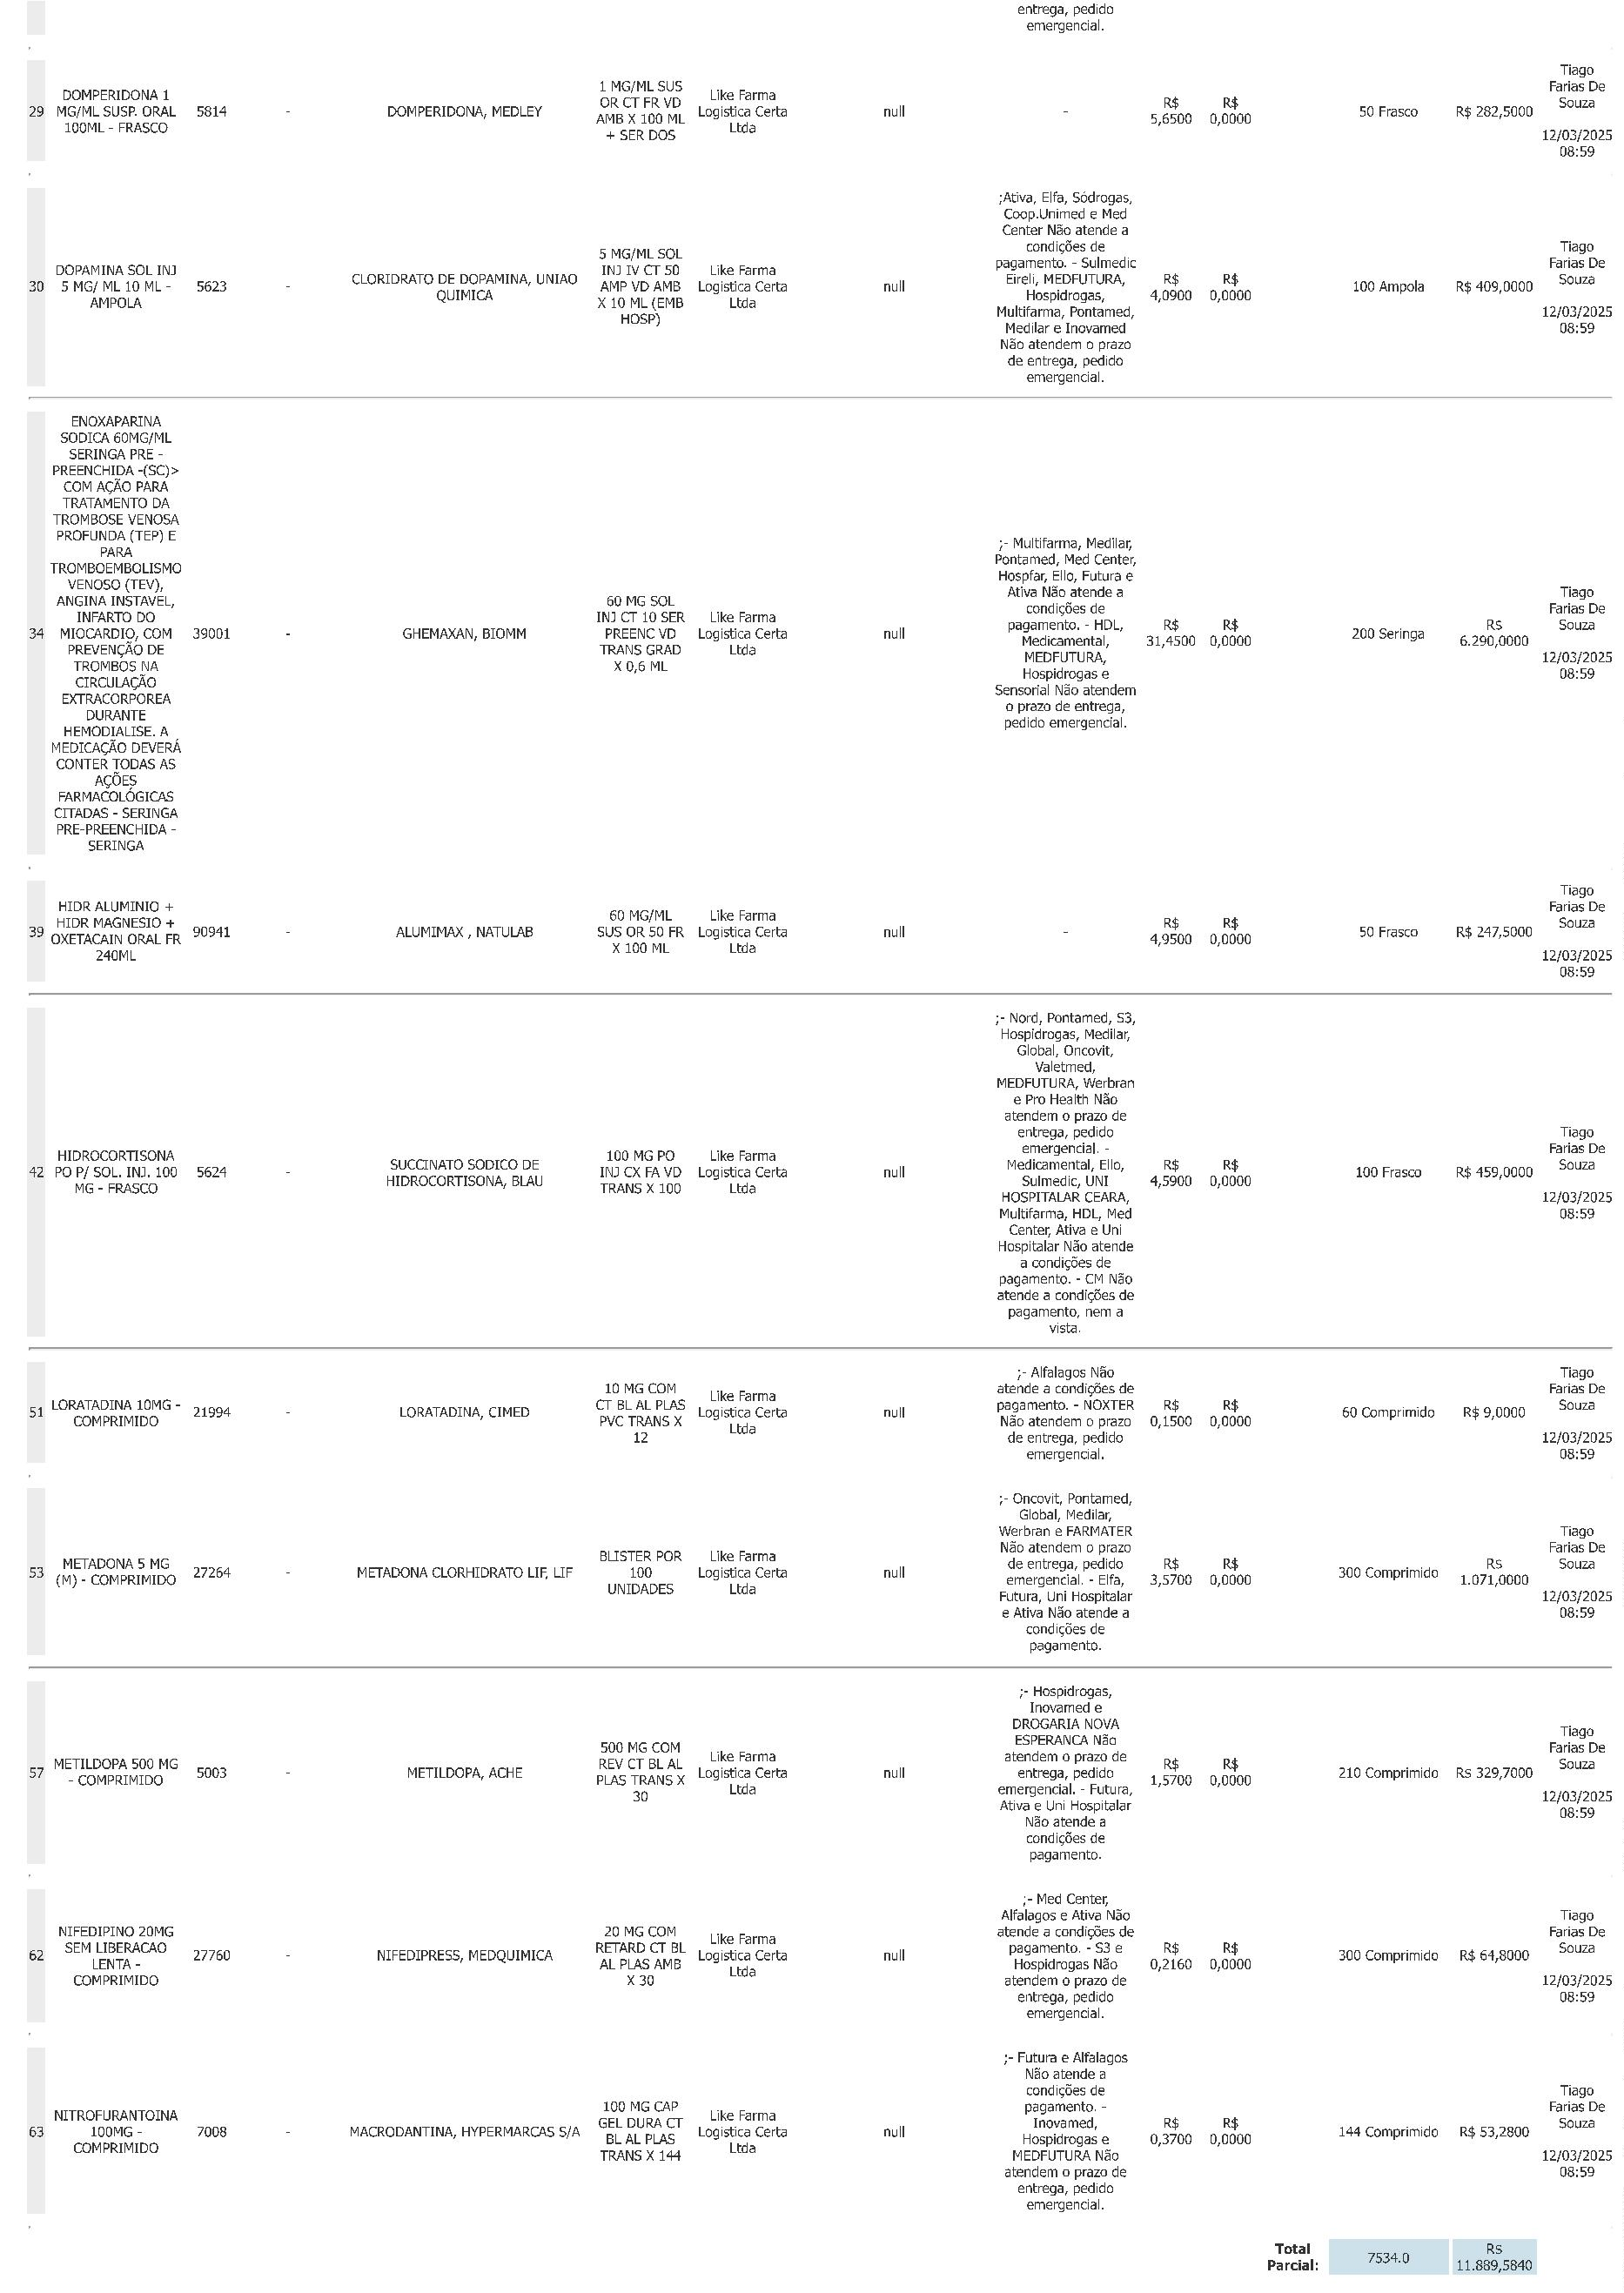 entrega, pedido
emergencial.
29
DOMPERIDONA 1
MG/ML SUSP. ORAL
100ML - FRASCO
5814
-
DOMPERIDONA, MEDLEY
1 MG/ML SUS
OR CT FR VD
AMB X 100 ML
+ SER DOS
Like Farma
Logistica Certa
Ltda
null
-
R$
5,6500
R$
0,0000
50 Frasco
R$ 282,5000
Tiago
Farias De
Souza
12/03/2025
08:59
30
DOPAMINA SOL INJ
5 MG/ ML 10 ML -
AMPOLA
5623
-
CLORIDRATO DE DOPAMINA, UNIAO
QUIMICA
5 MG/ML SOL
INJ IV CT 50
AMP VD AMB
X 10 ML (EMB
HOSP)
Like Farma
Logistica Certa
Ltda
null
;Ativa, Elfa, Sódrogas,
Coop.Unimed e Med
Center Não atende a
condições de
pagamento. - Sulmedic
Eireli, MEDFUTURA,
Hospidrogas,
Multifarma, Pontamed,
Medilar e Inovamed
Não atendem o prazo
de entrega, pedido
emergencial.
R$
4,0900
R$
0,0000
100 Ampola
R$ 409,0000
Tiago
Farias De
Souza
12/03/2025
08:59
34
ENOXAPARINA
SODICA 60MG/ML
SERINGA PRE -
PREENCHIDA -(SC)>
COM AÇÃO PARA
TRATAMENTO DA
TROMBOSE VENOSA
PROFUNDA (TEP) E
PARA
TROMBOEMBOLISMO
VENOSO (TEV),
ANGINA INSTAVEL,
INFARTO DO
MIOCARDIO, COM
PREVENÇÃO DE
TROMBOS NA
CIRCULAÇÃO
EXTRACORPOREA
DURANTE
HEMODIALISE. A
MEDICAÇÃO DEVERÁ
CONTER TODAS AS
AÇÕES
FARMACOLÓGICAS
CITADAS - SERINGA
PRE-PREENCHIDA -
SERINGA
39001
-
GHEMAXAN, BIOMM
60 MG SOL
INJ CT 10 SER
PREENC VD
TRANS GRAD
X 0,6 ML
Like Farma
Logistica Certa
Ltda
null
;- Multifarma, Medilar,
Pontamed, Med Center,
Hospfar, Ello, Futura e
Ativa Não atende a
condições de
pagamento. - HDL,
Medicamental,
MEDFUTURA,
Hospidrogas e
Sensorial Não atendem
o prazo de entrega,
pedido emergencial.
R$
31,4500
R$
0,0000
200 Seringa
R$
6.290,0000
Tiago
Farias De
Souza
12/03/2025
08:59
39
HIDR ALUMINIO +
HIDR MAGNESIO +
OXETACAIN ORAL FR
240ML
90941
-
ALUMIMAX , NATULAB
60 MG/ML
SUS OR 50 FR
X 100 ML
Like Farma
Logistica Certa
Ltda
null
-
R$
4,9500
R$
0,0000
50 Frasco
R$ 247,5000
Tiago
Farias De
Souza
12/03/2025
08:59
42
HIDROCORTISONA
PO P/ SOL. INJ. 100
MG - FRASCO
5624
-
SUCCINATO SODICO DE
HIDROCORTISONA, BLAU
100 MG PO
INJ CX FA VD
TRANS X 100
Like Farma
Logistica Certa
Ltda
null
;- Nord, Pontamed, S3,
Hospidrogas, Medilar,
Global, Oncovit,
Valetmed,
MEDFUTURA, Werbran
e Pro Health Não
atendem o prazo de
entrega, pedido
emergencial. -
Medicamental, Ello,
Sulmedic, UNI
HOSPITALAR CEARA,
Multifarma, HDL, Med
Center, Ativa e Uni
Hospitalar Não atende
a condições de
pagamento. - CM Não
atende a condições de
pagamento, nem a
vista.
R$
4,5900
R$
0,0000
100 Frasco
R$ 459,0000
Tiago
Farias De
Souza
12/03/2025
08:59
51
LORATADINA 10MG -
COMPRIMIDO
21994
-
LORATADINA, CIMED
10 MG COM
CT BL AL PLAS
PVC TRANS X
12
Like Farma
Logistica Certa
Ltda
null
;- Alfalagos Não
atende a condições de
pagamento. - NOXTER
Não atendem o prazo
de entrega, pedido
emergencial.
R$
0,1500
R$
0,0000
60 Comprimido
R$ 9,0000
Tiago
Farias De
Souza
12/03/2025
08:59
53
METADONA 5 MG
(M) - COMPRIMIDO
27264
-
METADONA CLORHIDRATO LIF, LIF
BLISTER POR
100
UNIDADES
Like Farma
Logistica Certa
Ltda
null
;- Oncovit, Pontamed,
Global, Medilar,
Werbran e FARMATER
Não atendem o prazo
de entrega, pedido
emergencial. - Elfa,
Futura, Uni Hospitalar
e Ativa Não atende a
condições de
pagamento.
R$
3,5700
R$
0,0000
300 Comprimido
R$
1.071,0000
Tiago
Farias De
Souza
12/03/2025
08:59
57
METILDOPA 500 MG
- COMPRIMIDO
5003
-
METILDOPA, ACHE
500 MG COM
REV CT BL AL
PLAS TRANS X
30
Like Farma
Logistica Certa
Ltda
null
;- Hospidrogas,
Inovamed e
DROGARIA NOVA
ESPERANCA Não
atendem o prazo de
entrega, pedido
emergencial. - Futura,
Ativa e Uni Hospitalar
Não atende a
condições de
pagamento.
R$
1,5700
R$
0,0000
210 Comprimido
R$ 329,7000
Tiago
Farias De
Souza
12/03/2025
08:59
62
NIFEDIPINO 20MG
SEM LIBERACAO
LENTA -
COMPRIMIDO
27760
-
NIFEDIPRESS, MEDQUIMICA
20 MG COM
RETARD CT BL
AL PLAS AMB
X 30
Like Farma
Logistica Certa
Ltda
null
;- Med Center,
Alfalagos e Ativa Não
atende a condições de
pagamento. - S3 e
Hospidrogas Não
atendem o prazo de
entrega, pedido
emergencial.
R$
0,2160
R$
0,0000
300 Comprimido
R$ 64,8000
Tiago
Farias De
Souza
12/03/2025
08:59
63
NITROFURANTOINA
100MG -
COMPRIMIDO
7008
-
MACRODANTINA, HYPERMARCAS S/A
100 MG CAP
GEL DURA CT
BL AL PLAS
TRANS X 144
Like Farma
Logistica Certa
Ltda
null
;- Futura e Alfalagos
Não atende a
condições de
pagamento. -
Inovamed,
Hospidrogas e
MEDFUTURA Não
atendem o prazo de
entrega, pedido
emergencial.
R$
0,3700
R$
0,0000
144 Comprimido
R$ 53,2800
Tiago
Farias De
Souza
12/03/2025
08:59
Total
Parcial:
7534.0
R$
11.889,5840